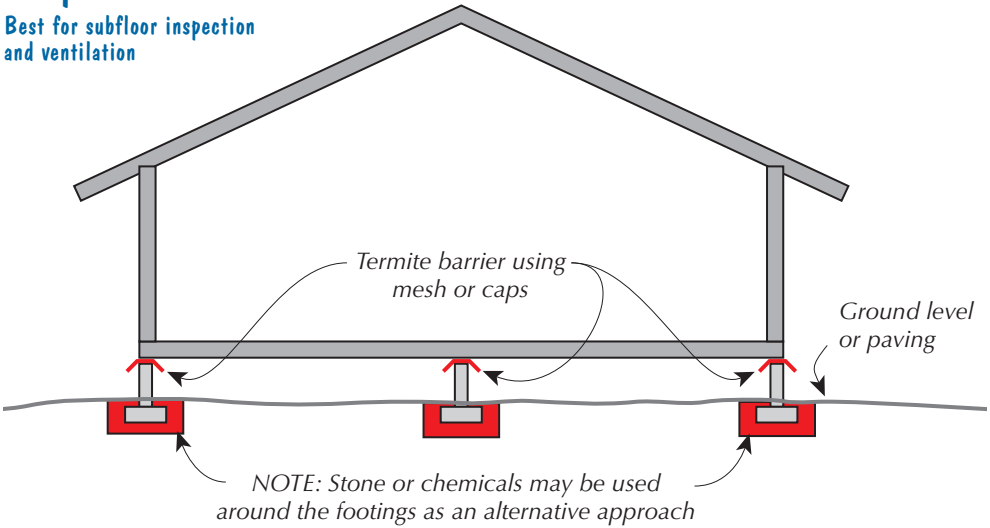 Best for subfloor inspection
and ventilation
Termite barrier using
mesh or caps
Ground level
or paving
NOTE: Stone or chemicals may be used
around the footings as an alternative approach